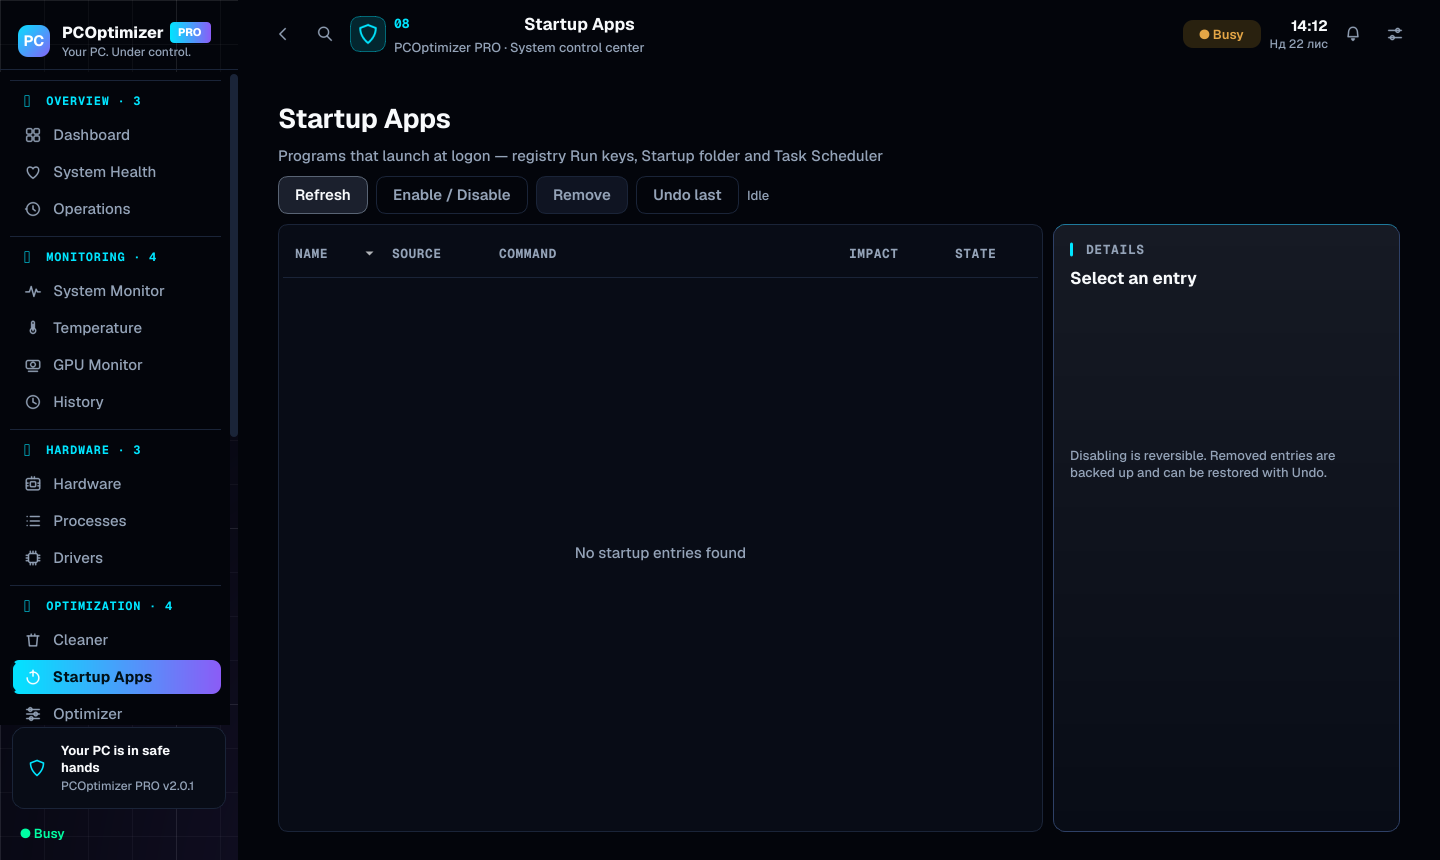 PC
PCOptimizer PRO
Your PC. Under control.
OVERVIEW · 3
Dashboard
System Health
Operations
MONITORING · 4
System Monitor
Temperature
GPU Monitor
History
HARDWARE · 3
Hardware
Processes
Drivers
OPTIMIZATION · 4
Cleaner
Startup Apps
Optimizer
Your PC is in safe
hands
PCOptimizer PRO v2.0.1
Busy
08
Startup Apps
PCOptimizer PRO · System control center
Busy
14:12
Нд 22 лис
Startup Apps
Programs that launch at logon — registry Run keys, Startup folder and Task Scheduler
Refresh
Enable / Disable
Remove
Undo last
Idle
NAME SOURCE COMMAND IMPACT STATE
No startup entries found
DETAILS
Select an entry
Disabling is reversible. Removed entries are
backed up and can be restored with Undo.